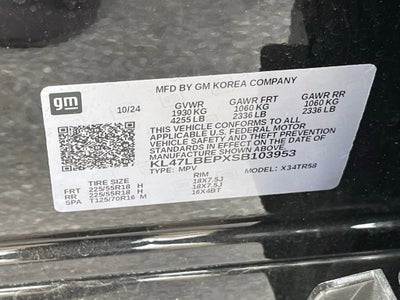 MFD BY GM KOREA COMPANY
gm
10/24 GVWR GAWR FRT GAWR RR
1930 KG 1060 KG 1060 KG
4255 LB 2336 LB 2336 LB
THIS VEHICLE CONFORMS TO ALL
APPLICABLE U.S. FEDERAL MOTOR
VEHICLE SAFETY AND THEFT PREVENTION
STANDARDS IN EFFECT ON THE DATE OF
MANUFACTURE SHOWN ABOVE.
KL47LBEPXSB103953
TYPE: MPV MODEL: X34TR58
TIRE SIZE RIM
FRT 225/55R18 H 18X7.5J
RR 225/55R18 H 18X7.5J
SPA T125/70R16 M 16X4BT